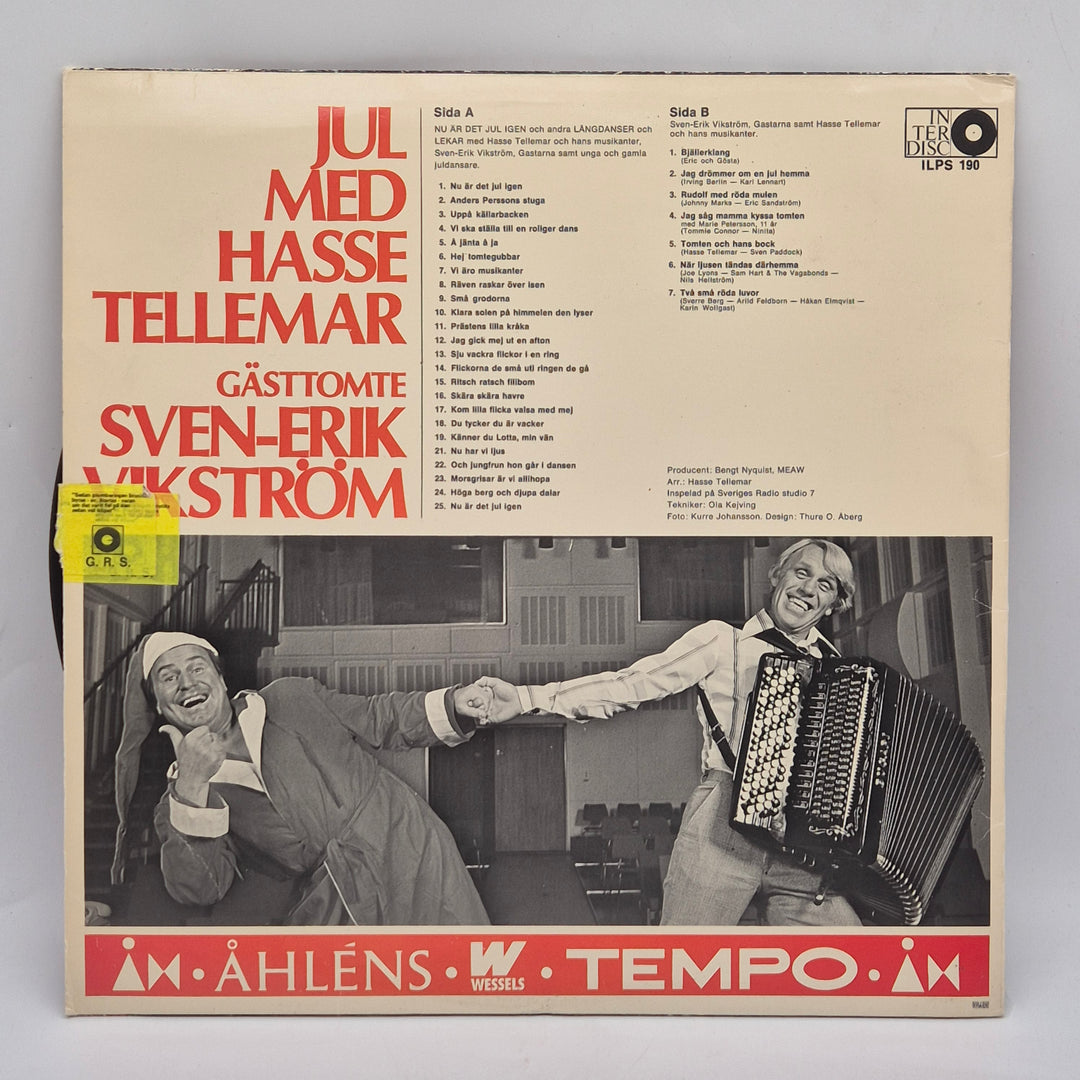 JUL
MED
HASSE
TELLEMAR
GÄSTTOMTE
SVEN-ERIK
VIKSTRÖM
G. R. S.
Sida A
NU ÄR DET JUL IGEN och andra LÅNGDANSER och
LEKAR med Hasse Tellemar och hans musikanter,
Sven-Erik Vikström, Gastarna samt unga och gamla
juldansare.
1. Nu är det jul igen
2. Anders Perssons stuga
3. Uppå källarbacken
4. Vi ska ställa till en roliger dans
5. Å jänta å ja
6. Hej tomtegubbar
7. Vi äro musikanter
8. Räven raskar över isen
9. Små grodorna
10. Klara solen på himmelen den lyser
11. Prästens lilla kråka
12. Jag gick mej ut en afton
13. Sju vackra flickor i en ring
14. Flickorna de små uti ringen de gå
15. Ritsch ratsch filibom
16. Skära skära havre
17. Kom lilla flicka valsa med mej
18. Du tycker du är vacker
19. Känner du Lotta, min vän
21. Nu har vi ljus
22. Och jungfrun hon går i dansen
23. Morsgrisar är vi allihopa
24. Höga berg och djupa dalar
25. Nu är det jul igen
Sida B
Sven-Erik Vikström, Gastarna samt Hasse Tellemar
och hans musikanter.
1. Bjällerklang
(Eric och Gösta)
2. Jag drömmer om en jul hemma
(Irving Berlin — Karl Lennart)
3. Rudolf med röda mulen
(Johnny Marks — Eric Sandström)
4. Jag såg mamma kyssa tomten
med Marie Petersson, 11 år
(Tommie Connor — Ninita)
5. Tomten och hans bock
(Hasse Tellemar — Sven Paddock)
6. När ljusen tändas därhemma
(Joe Lyons — Sam Hart & The Vagabonds —
Nils Hellström)
7. Två små röda luvor
(Sverre Berg — Arild Feldborn — Håkan Elmqvist —
Karin Wollgast)
Producent: Bengt Nyquist, MEAW
Arr.: Hasse Tellemar
Inspelad på Sveriges Radio studio 7
Tekniker: Ola Kejving
Foto: Kurre Johansson. Design: Thure O. Åberg
IN
TER
DISC
ILPS 190
ÅHLÉNS · W WESSELS · TEMPO